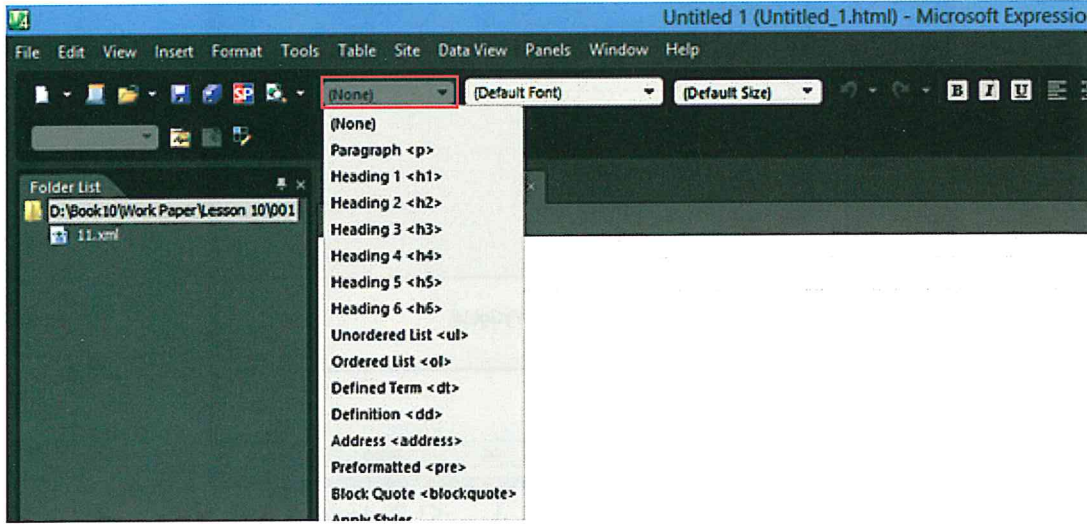 Untitled 1 (Untitled_1.html) - Microsoft Expressio
File Edit View Insert Format Tools Table Site Data View Panels Window Help
SP (None) (Default Font) (Default Size) B I U
(None)
Paragraph <p>
Heading 1 <h1>
Folder List
Heading 2 <h2>
D:\Book10\Work Paper\Lesson 10\001
Heading 3 <h3>
11.xml
Heading 4 <h4>
Heading 5 <h5>
Heading 6 <h6>
Unordered List <ul>
Ordered List <ol>
Defined Term <dt>
Definition <dd>
Address <address>
Preformatted <pre>
Block Quote <blockquote>
Apply Styles